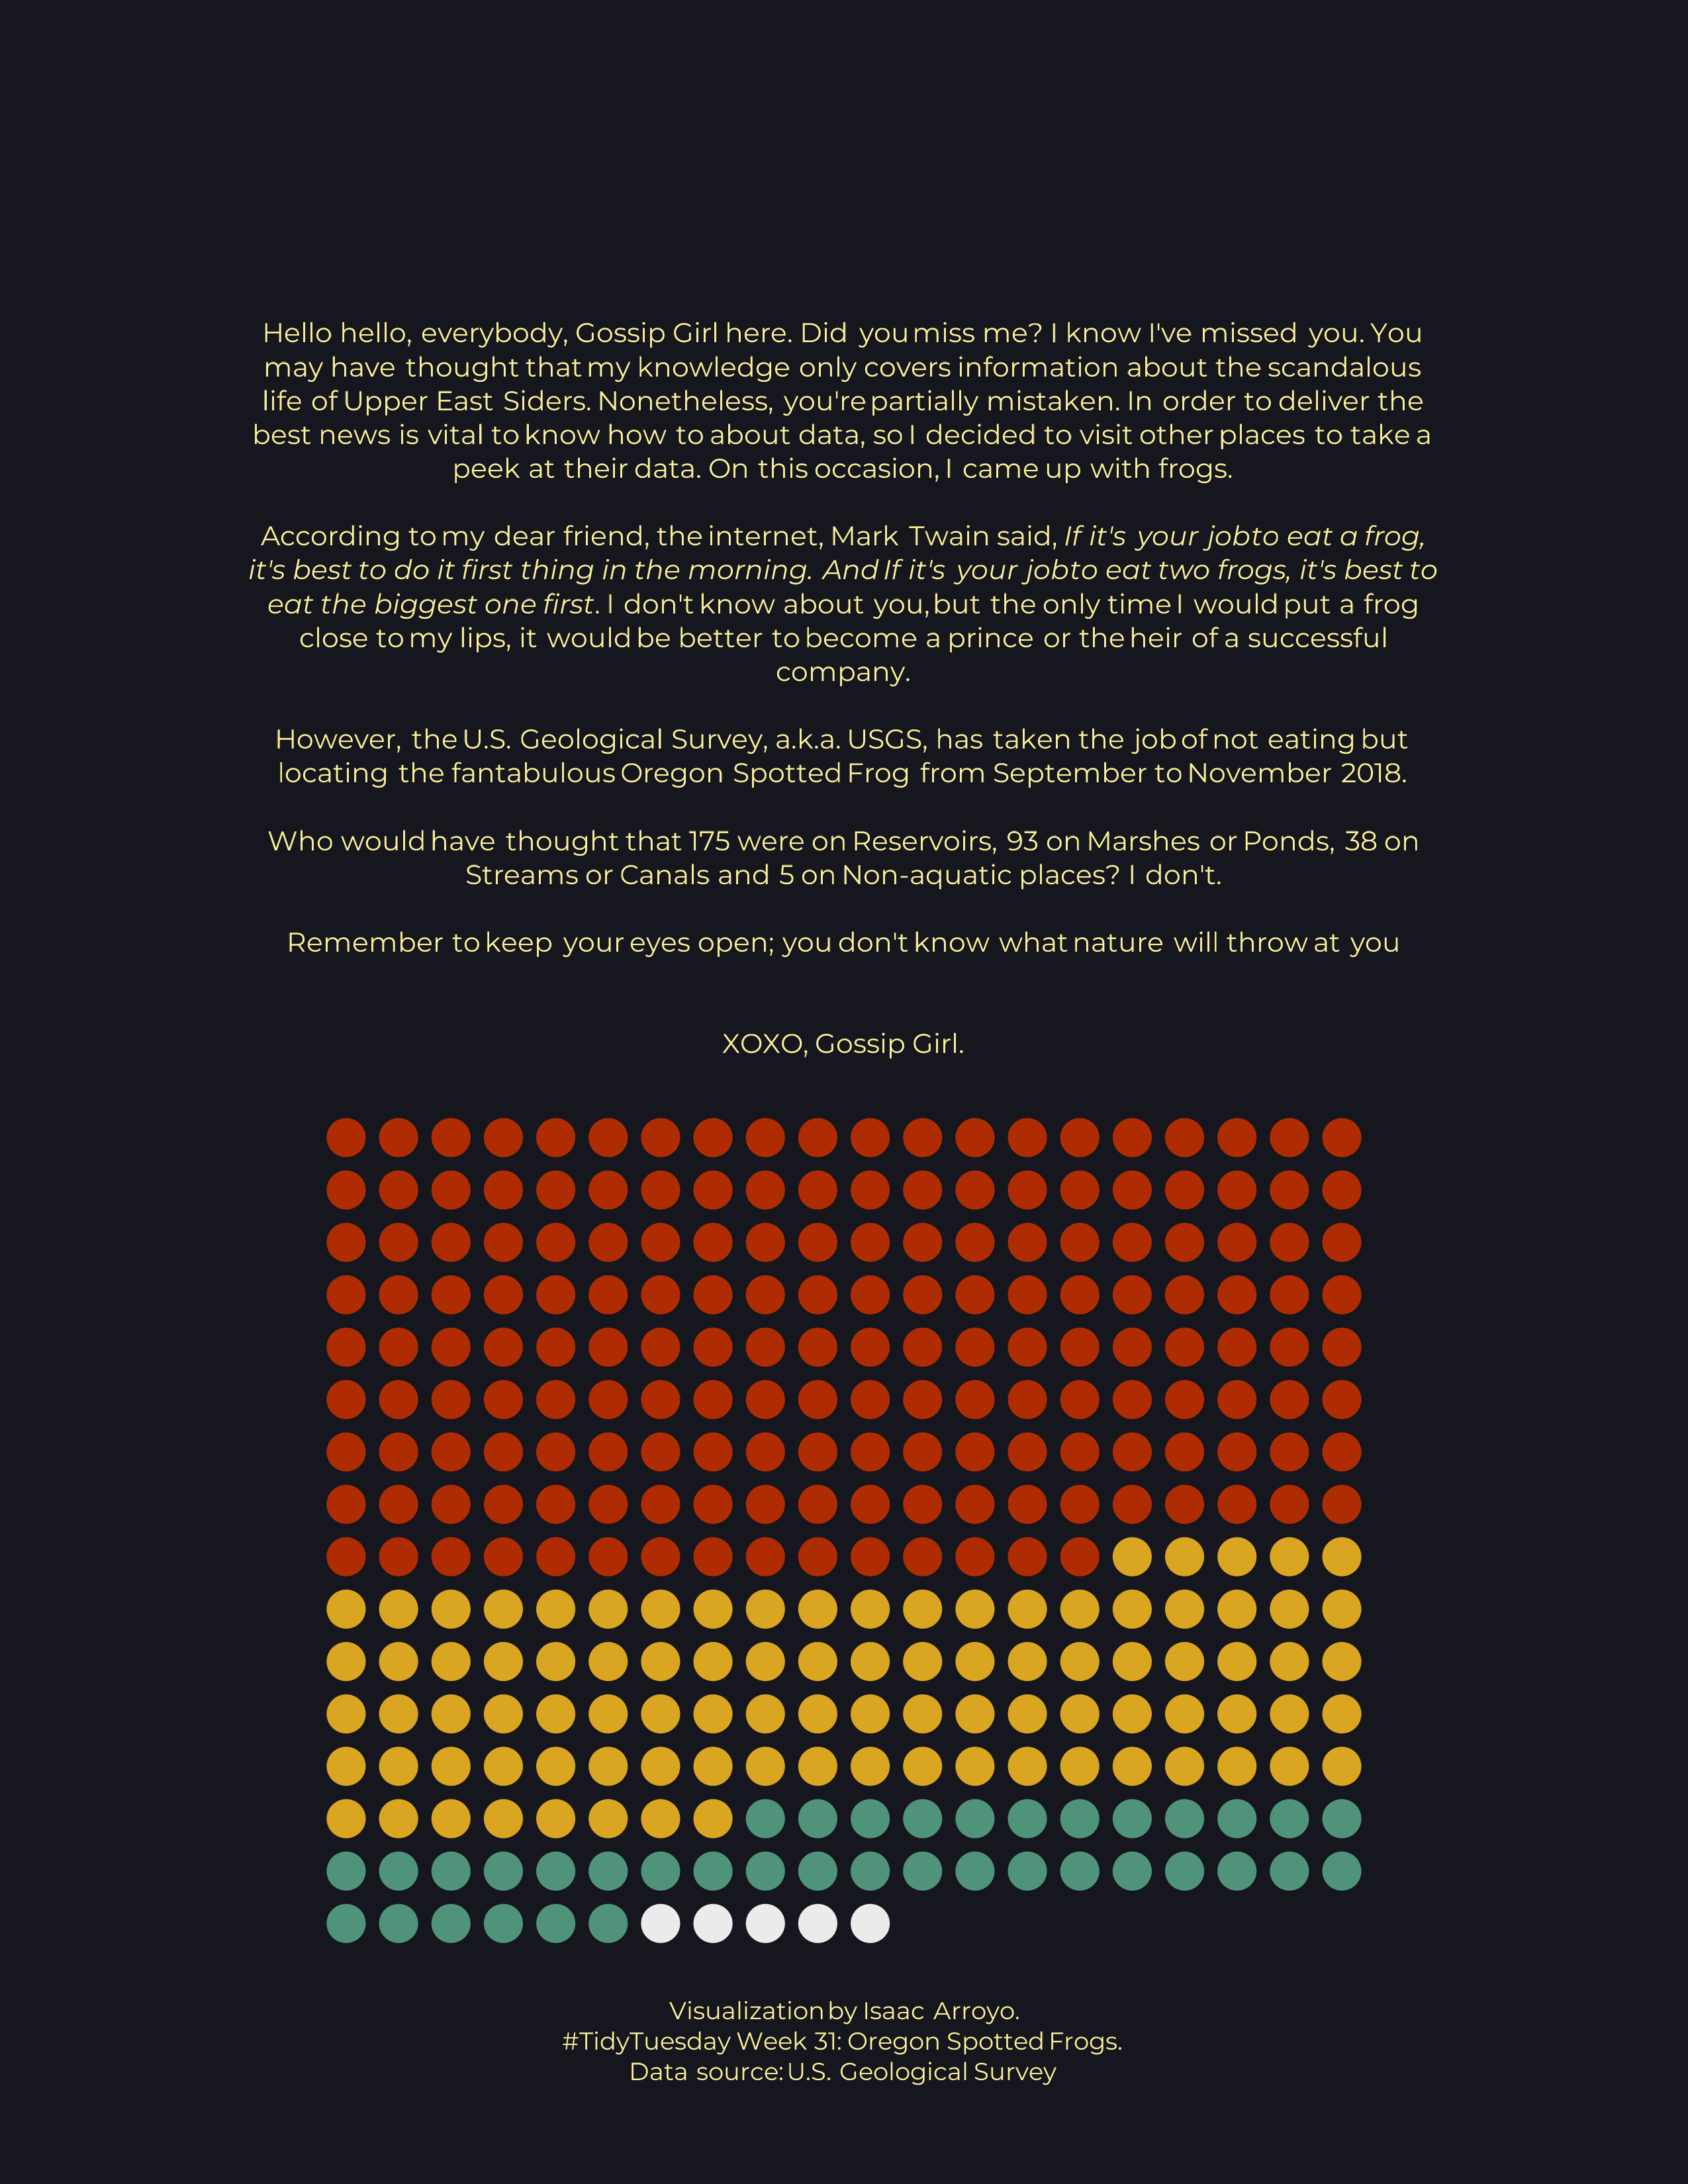 Hello hello, everybody, Gossip Girl here. Did you miss me? I know I've missed you. You
may have thought that my knowledge only covers information about the scandalous
life of Upper East Siders. Nonetheless, you're partially mistaken. In order to deliver the
best news is vital to know how to about data, so I decided to visit other places to take a
peek at their data. On this occasion, I came up with frogs.
According to my dear friend, the internet, Mark Twain said, If it's your jobto eat a frog,
it's best to do it first thing in the morning. And If it's your jobto eat two frogs, it's best to
eat the biggest one first. I don't know about you, but the only time I would put a frog
close to my lips, it would be better to become a prince or the heir of a successful
company.
However, the U.S. Geological Survey, a.k.a. USGS, has taken the job of not eating but
locating the fantabulous Oregon Spotted Frog from September to November 2018.
Who would have thought that 175 were on Reservoirs, 93 on Marshes or Ponds, 38 on
Streams or Canals and 5 on Non-aquatic places? I don't.
Remember to keep your eyes open; you don't know what nature will throw at you
XOXO, Gossip Girl.
Visualization by Isaac Arroyo.
#TidyTuesday Week 31: Oregon Spotted Frogs.
Data source: U.S. Geological Survey